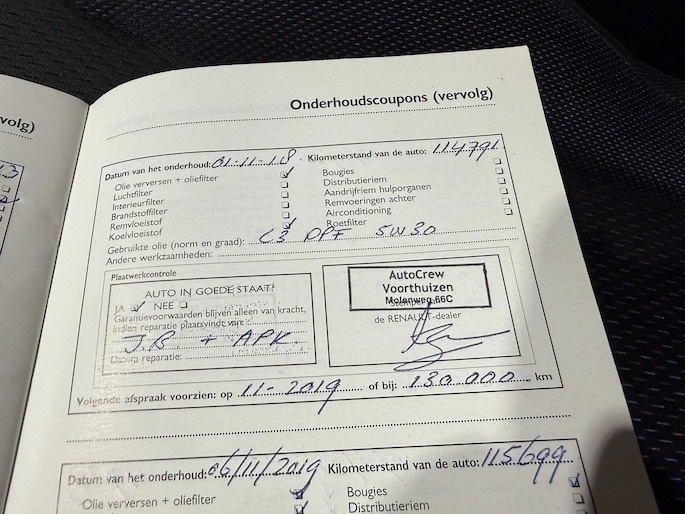 volg)
Onderhoudscoupons (vervolg)
Datum van het onderhoud: 01-11-18 Kilometerstand van de auto: 114791
Olie verversen + oliefilter Bougies
Luchtfilter Distributieriem
Interieurfilter Aandrijfriem hulporganen
Brandstoffilter Remvoeringen achter
Remvloeistof Airconditioning
Koelvloeistof Roetfilter
Gebruikte olie (norm en graad): C3 DPF 5W30
Andere werkzaamheden:
Plaatwerkcontrole
AUTO IN GOEDE STAAT?
JA NEE
Garantievoorwaarden blijven alleen van kracht,
indien reparatie plaatsvindt van:
J.B + APK
Datum reparatie:
AutoCrew
Voorthuizen
Molenweg 66C
de RENAULT-dealer
Volgende afspraak voorzien: op 11-2019 of bij: 130.000 km
Datum van het onderhoud: 06/11/2019 Kilometerstand van de auto: 115699
Olie verversen + oliefilter Bougies
Distributieriem